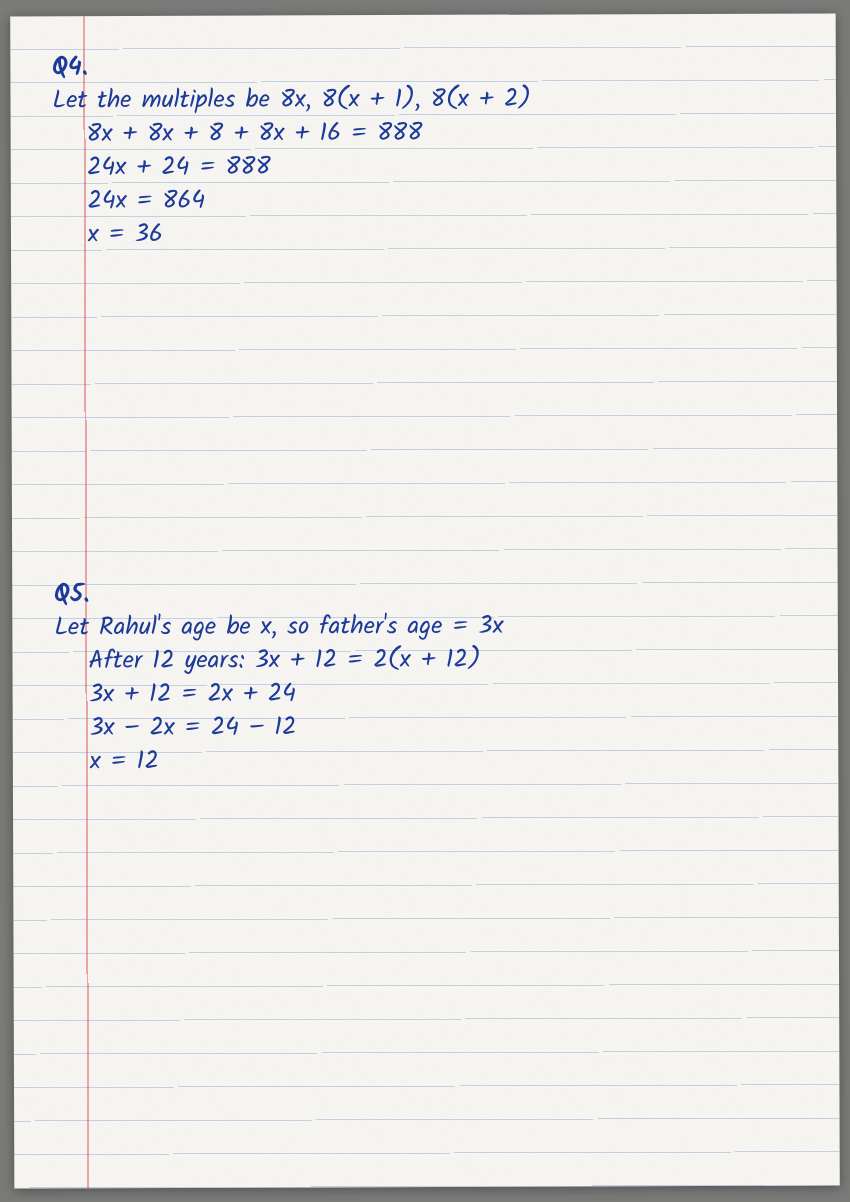 Q4.
Let the multiples be 8x, 8(x + 1), 8(x + 2)
8x + 8x + 8 + 8x + 16 = 888
24x + 24 = 888
24x = 864
x = 36
Q5.
Let Rahul's age be x, so father's age = 3x
After 12 years: 3x + 12 = 2(x + 12)
3x + 12 = 2x + 24
3x − 2x = 24 − 12
x = 12